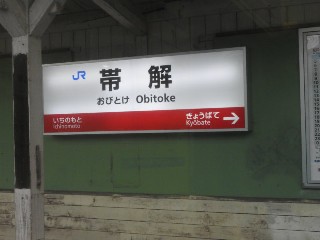 JR 帯解
おびとけ Obitoke
いちのもと きょうばて
Ichinomoto Kyōbate